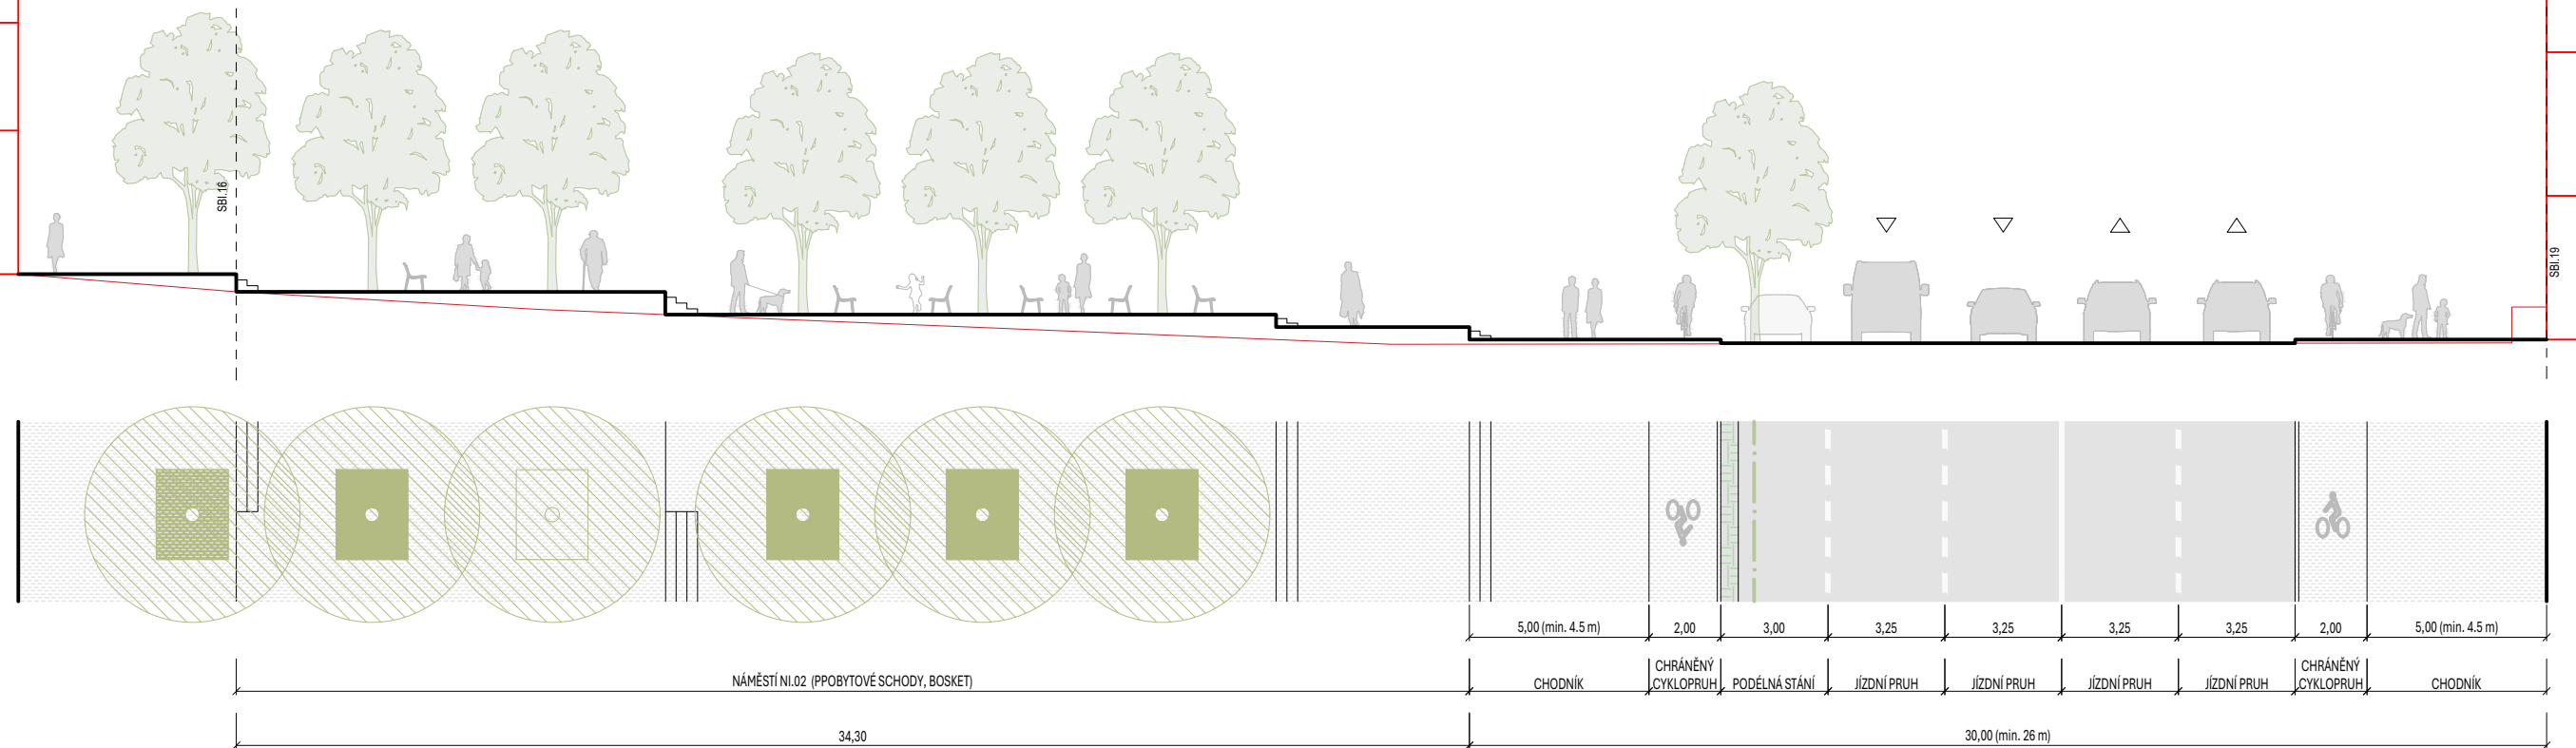 SBI.16
SBI.19
5,00 (min. 4.5 m)
2,00
3,00
3,25
3,25
3,25
3,25
2,00
5,00 (min. 4.5 m)
NÁMĚSTÍ NI.02 (PPOBYTOVÉ SCHODY, BOSKET)
CHODNÍK
CHRÁNĚNÝ
CYKLOPRUH
PODÉLNÁ STÁNÍ
JÍZDNÍ PRUH
JÍZDNÍ PRUH
JÍZDNÍ PRUH
JÍZDNÍ PRUH
CHRÁNĚNÝ
CYKLOPRUH
CHODNÍK
34,30
30,00 (min. 26 m)